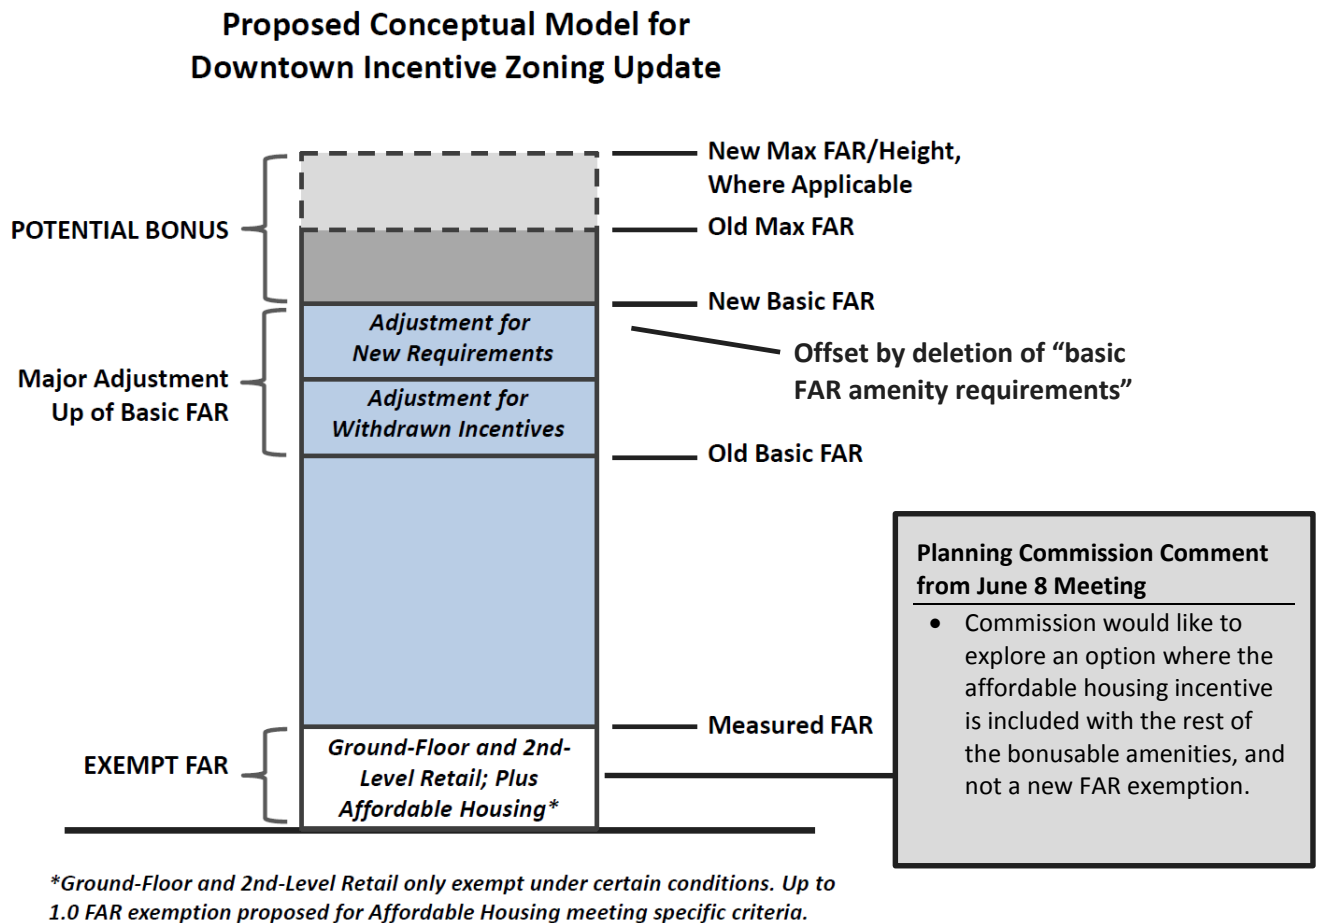 Proposed Conceptual Model for
Downtown Incentive Zoning Update
New Max FAR/Height,
Where Applicable
POTENTIAL BONUS
Old Max FAR
New Basic FAR
Adjustment for
New Requirements
Offset by deletion of “basic
FAR amenity requirements”
Major Adjustment
Up of Basic FAR
Adjustment for
Withdrawn Incentives
Old Basic FAR
Planning Commission Comment
from June 8 Meeting
• Commission would like to
explore an option where the
affordable housing incentive
is included with the rest of
the bonusable amenities, and
not a new FAR exemption.
Measured FAR
EXEMPT FAR
Ground-Floor and 2nd-
Level Retail; Plus
Affordable Housing*
*Ground-Floor and 2nd-Level Retail only exempt under certain conditions. Up to
1.0 FAR exemption proposed for Affordable Housing meeting specific criteria.